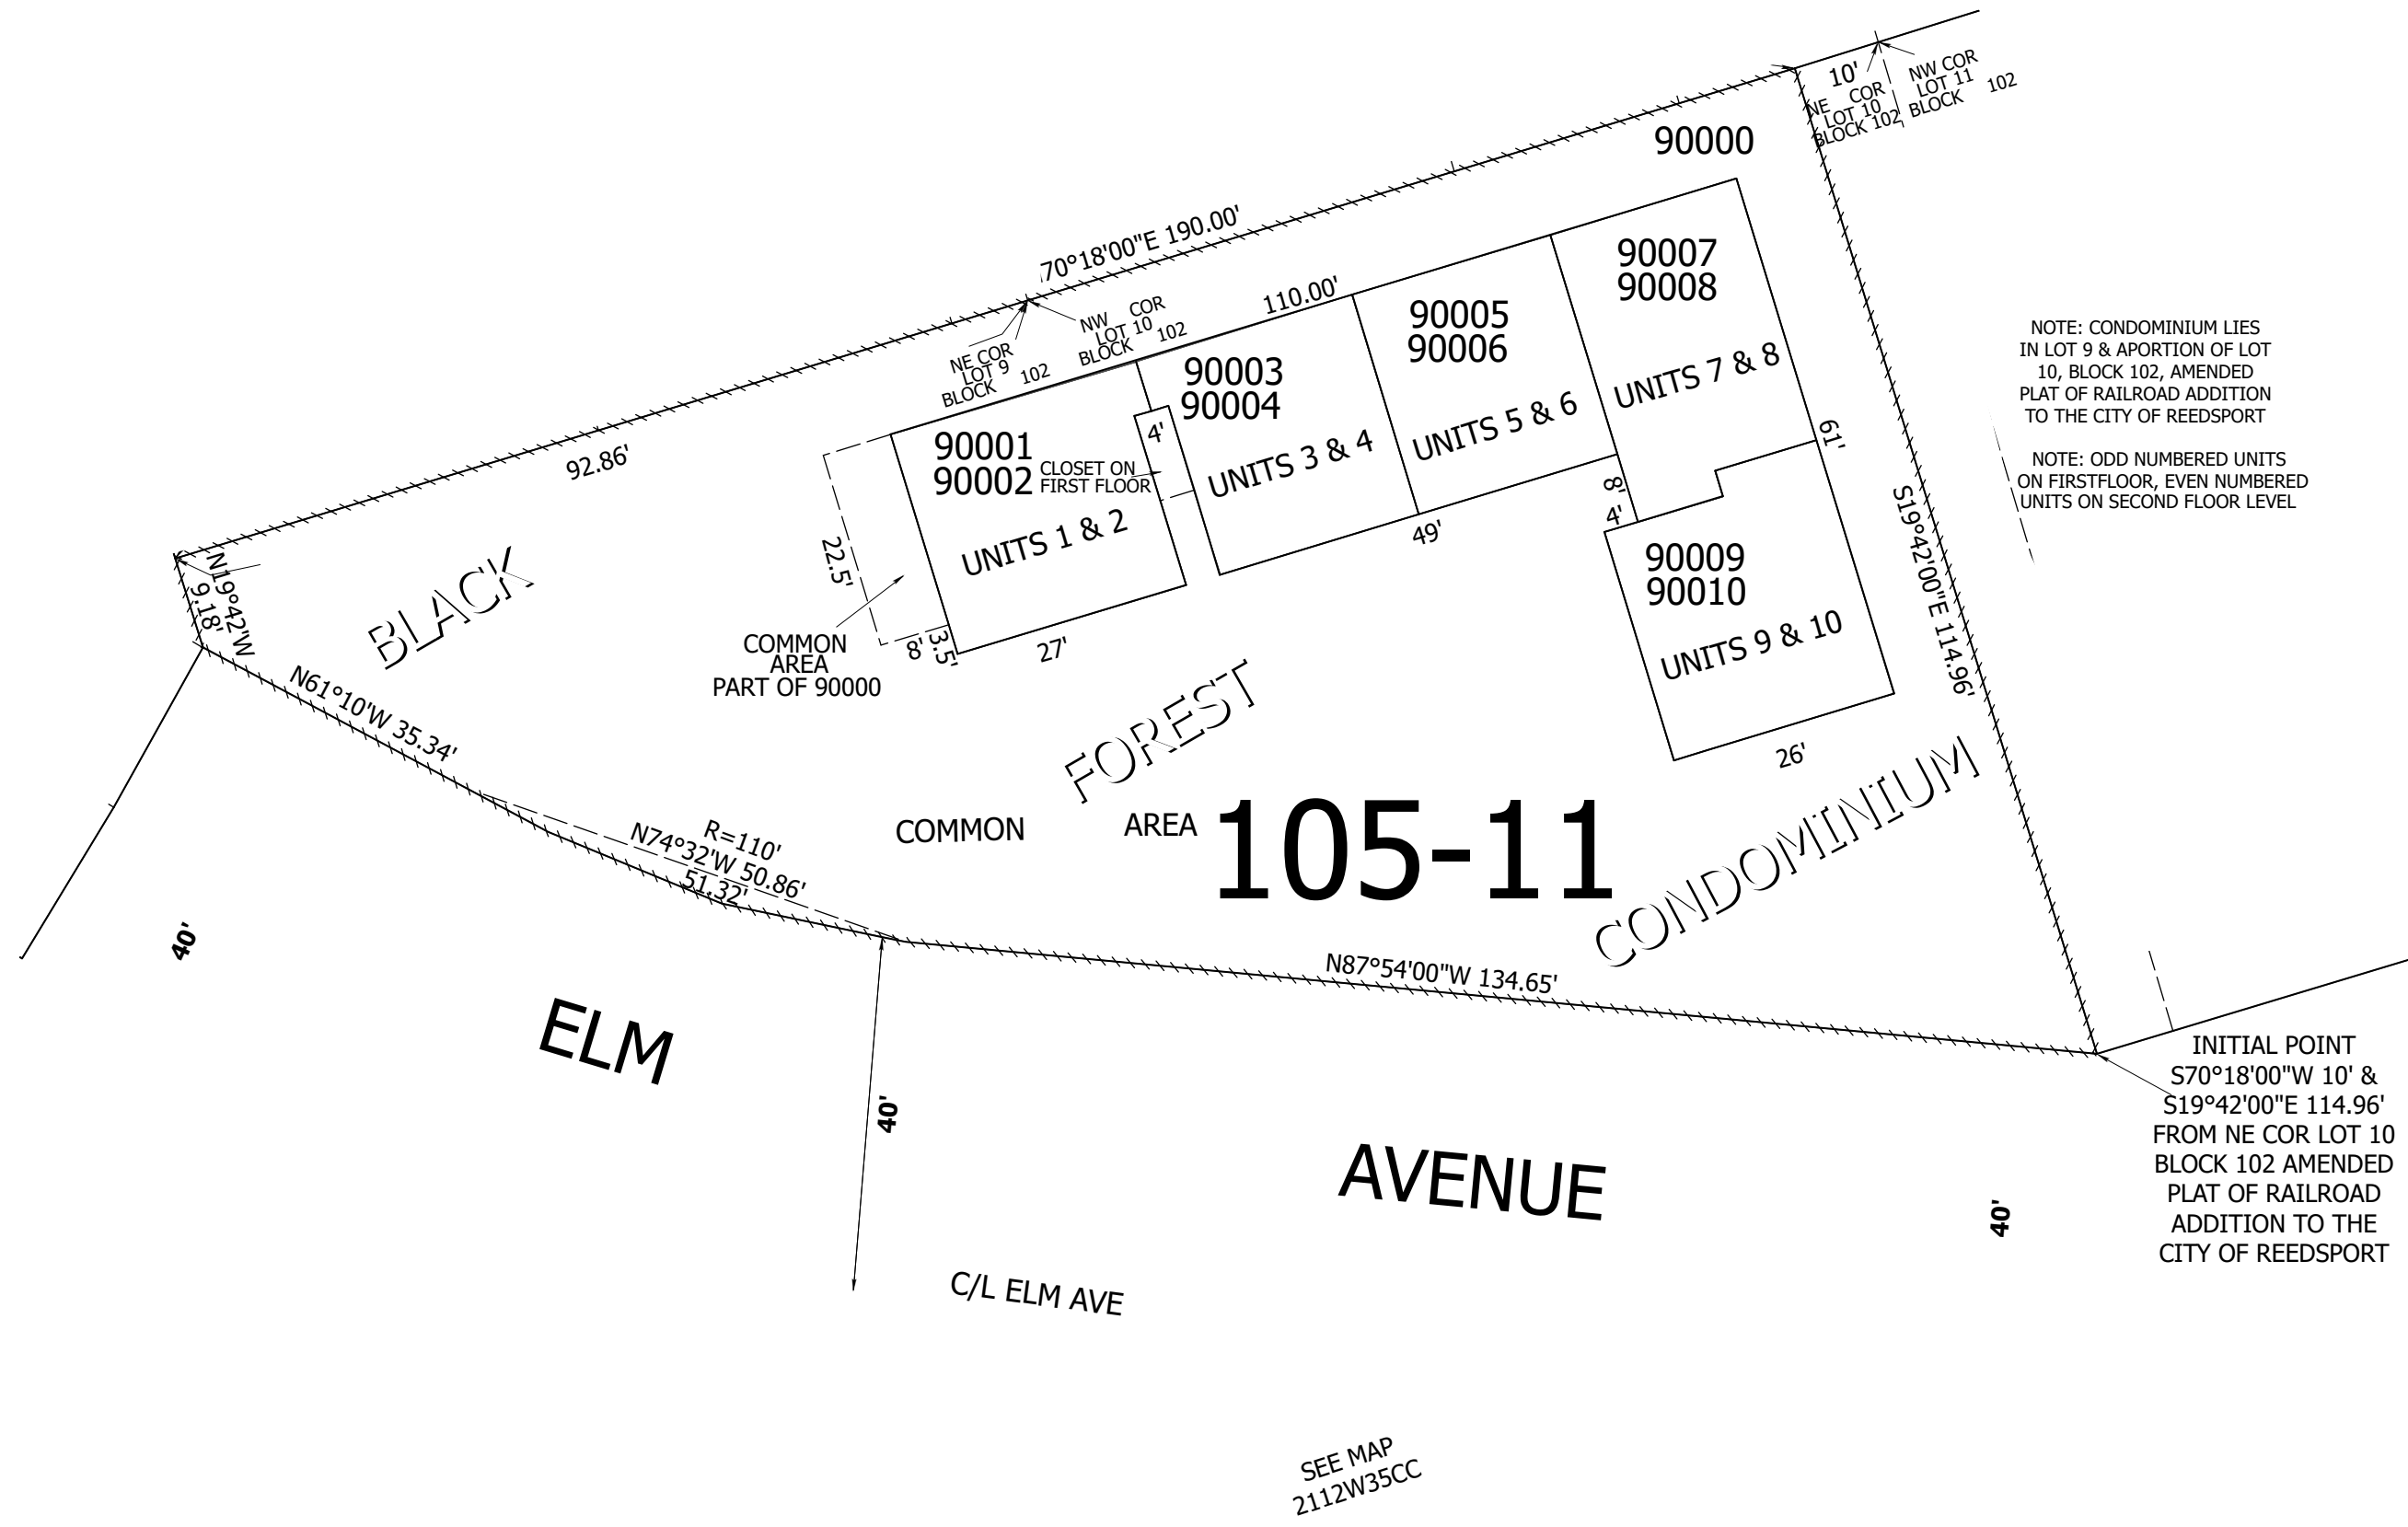 10'
NE COR
LOT 10
BLOCK 102
NW COR
LOT 11
BLOCK 102
90000
70°18'00"E 190.00'
110.00'
92.86'
NE COR
LOT 9
BLOCK 102
NW COR
LOT 10
BLOCK 102
90001
90002
CLOSET ON
FIRST FLOOR
UNITS 1 & 2
90003
90004
4'
UNITS 3 & 4
90005
90006
UNITS 5 & 6
90007
90008
UNITS 7 & 8
61'
8'
4'
49'
90009
90010
UNITS 9 & 10
26'
22.5'
8'
3.5'
27'
COMMON
AREA
PART OF 90000
NOTE: CONDOMINIUM LIES
IN LOT 9 & APORTION OF LOT
10, BLOCK 102, AMENDED
PLAT OF RAILROAD ADDITION
TO THE CITY OF REEDSPORT
NOTE: ODD NUMBERED UNITS
ON FIRSTFLOOR, EVEN NUMBERED
UNITS ON SECOND FLOOR LEVEL
S19°42'00"E 114.96'
N19°42'W
9.18'
BLACK
FOREST
CONDOMINIUM
N61°10'W 35.34'
R=110'
N74°32'W 50.86'
51.32'
COMMON AREA
105-11
N87°54'00"W 134.65'
40'
ELM
40'
AVENUE
40'
C/L ELM AVE
INITIAL POINT
S70°18'00"W 10' &
S19°42'00"E 114.96'
FROM NE COR LOT 10
BLOCK 102 AMENDED
PLAT OF RAILROAD
ADDITION TO THE
CITY OF REEDSPORT
SEE MAP
2112W35CC